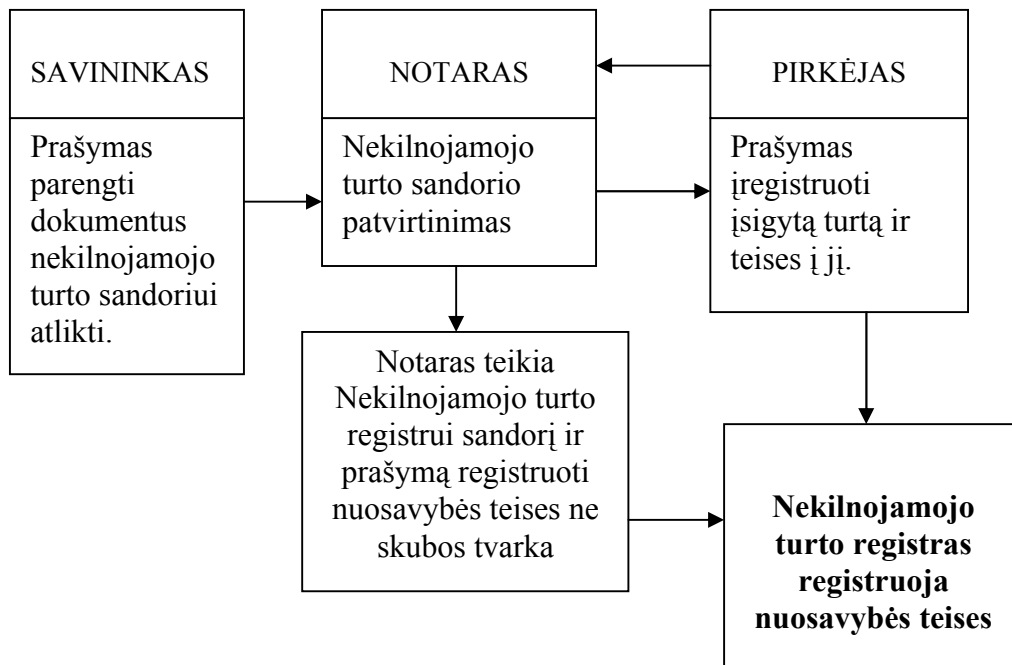 SAVININKAS
Prašymas
parengti
dokumentus
nekilnojamojo
turto sandoriui
atlikti.
NOTARAS
Nekilnojamojo
turto sandorio
patvirtinimas
PIRKĖJAS
Prašymas
įregistruoti
įsigytą turtą ir
teises į jį.
Notaras teikia
Nekilnojamojo turto
registrui sandorį ir
prašymą registruoti
nuosavybės teises ne
skubos tvarka
Nekilnojamojo
turto registras
registruoja
nuosavybės teises